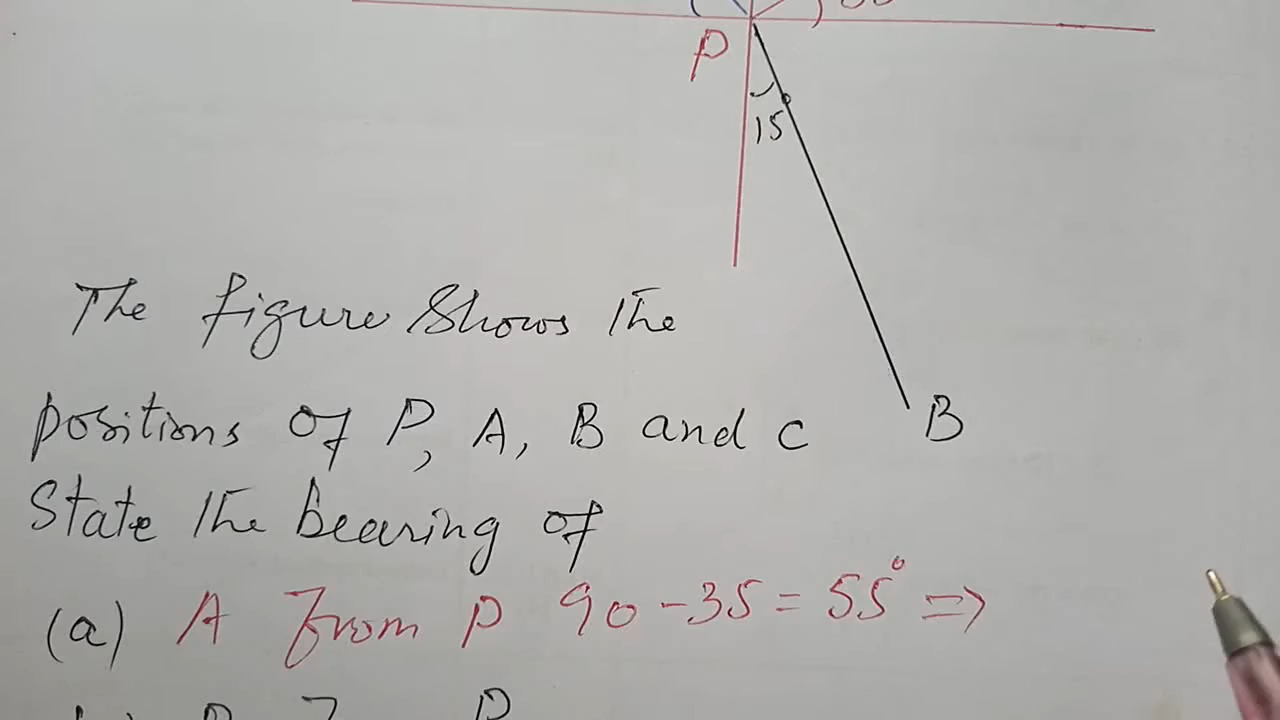 P
15
The figure shows the
positions of P, A, B and C
B
State the bearing of
(a) A from P 90 - 35 = 55° ⇒
P